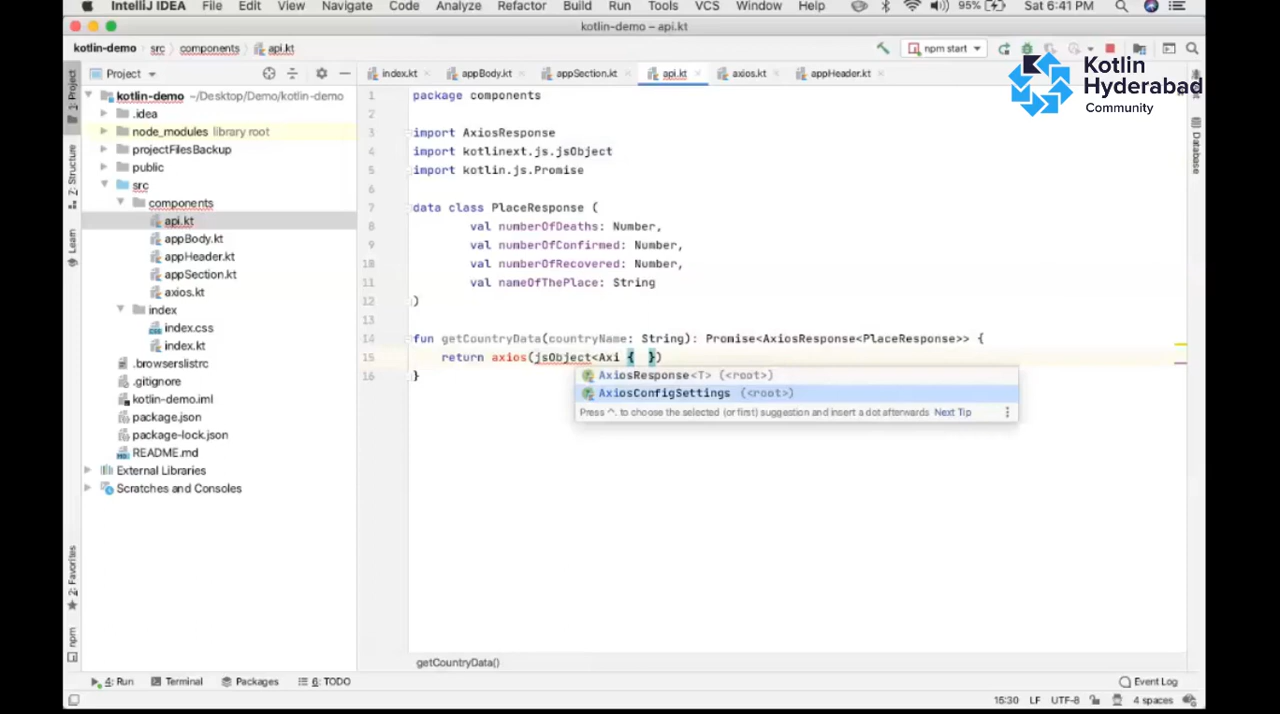 IntelliJ IDEA File Edit View Navigate Code Analyze Refactor Build Run Tools VCS Window Help 95% Sat 6:41 PM
kotlin-demo – api.kt
kotlin-demo src components api.kt npm start
Kotlin
Hyderabad
Community
1: Project
Z: Structure
Learn
2: Favorites
npm
Project
index.kt appBody.kt appSection.kt api.kt axios.kt appHeader.kt
Database
kotlin-demo ~/Desktop/Demo/kotlin-demo
.idea
node_modules library root
projectFilesBackup
public
src
components
api.kt
appBody.kt
appHeader.kt
appSection.kt
axios.kt
index
index.css
index.kt
.browserslistrc
.gitignore
kotlin-demo.iml
package.json
package-lock.json
README.md
External Libraries
Scratches and Consoles
1 package components
2
3 import AxiosResponse
4 import kotlinext.js.jsObject
5 import kotlin.js.Promise
6
7 data class PlaceResponse (
8 val numberOfDeaths: Number,
9 val numberOfConfirmed: Number,
10 val numberOfRecovered: Number,
11 val nameOfThePlace: String
12 )
13
14 fun getCountryData(countryName: String): Promise<AxiosResponse<PlaceResponse>> {
15 return axios(jsObject<Axi { })
16 }
AxiosResponse<T> (<root>)
AxiosConfigSettings (<root>)
Press ^. to choose the selected (or first) suggestion and insert a dot afterwards Next Tip
getCountryData()
4: Run Terminal Packages 6: TODO Event Log
15:30 LF UTF-8 4 spaces